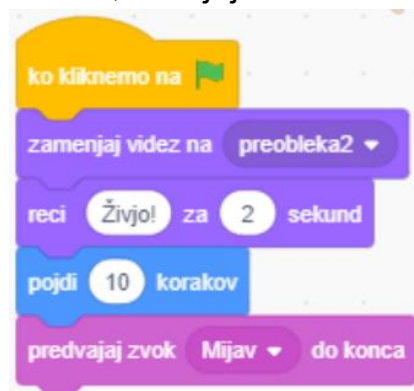 ko kliknemo na
zamenjaj videz na preobleka2
reci Živjo! za 2 sekund
pojdi 10 korakov
predvajaj zvok Mijav do konca